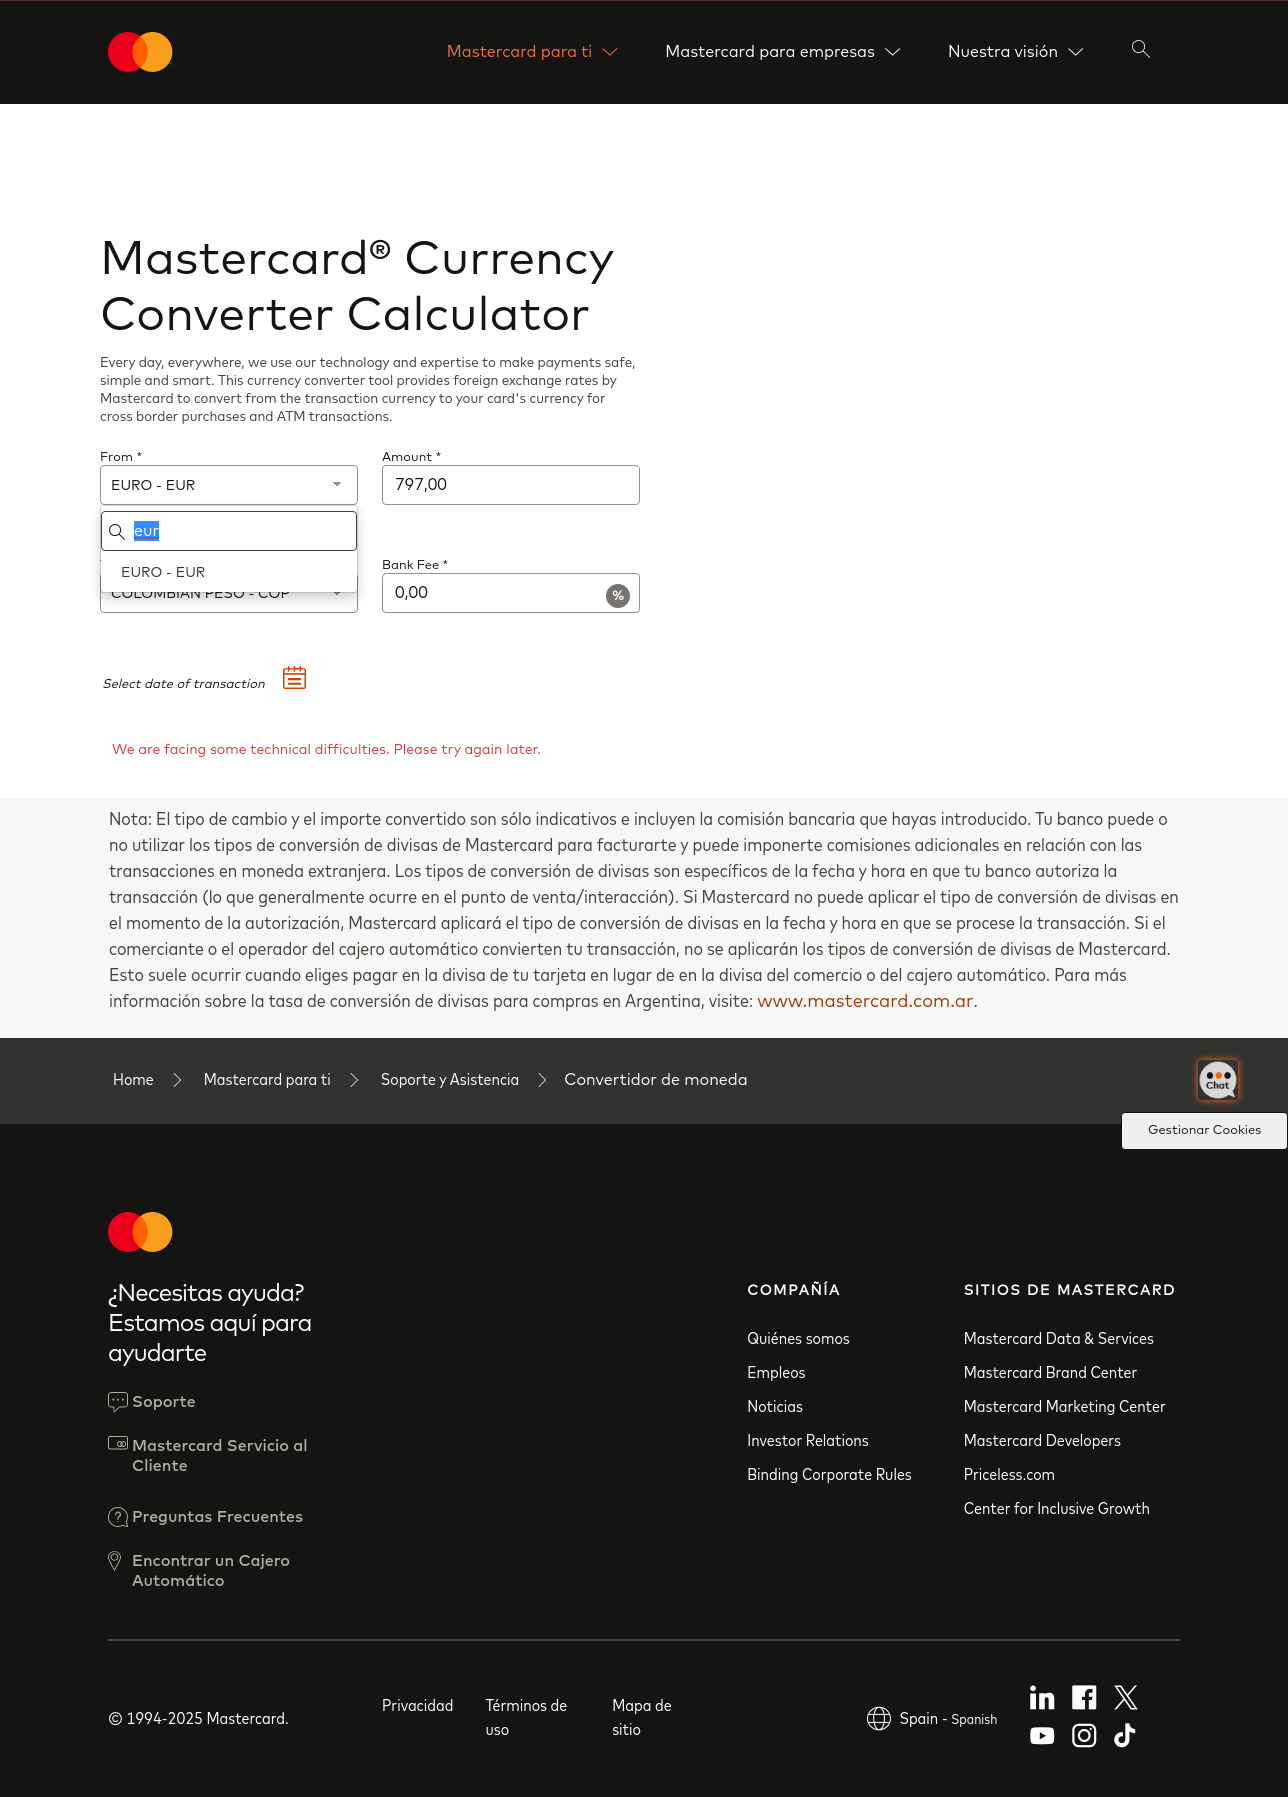 Mastercard para ti
Mastercard para empresas
Nuestra visión
Mastercard® Currency
Converter Calculator
Every day, everywhere, we use our technology and expertise to make payments safe,
simple and smart. This currency converter tool provides foreign exchange rates by
Mastercard to convert from the transaction currency to your card's currency for
cross border purchases and ATM transactions.
From *
Amount *
EURO - EUR
797,00
eur
EURO - EUR
Bank Fee *
COLOMBIAN PESO - COP
0,00
%
Select date of transaction
We are facing some technical difficulties. Please try again later.
Nota: El tipo de cambio y el importe convertido son sólo indicativos e incluyen la comisión bancaria que hayas introducido. Tu banco puede o
no utilizar los tipos de conversión de divisas de Mastercard para facturarte y puede imponerte comisiones adicionales en relación con las
transacciones en moneda extranjera. Los tipos de conversión de divisas son específicos de la fecha y hora en que tu banco autoriza la
transacción (lo que generalmente ocurre en el punto de venta/interacción). Si Mastercard no puede aplicar el tipo de conversión de divisas en
el momento de la autorización, Mastercard aplicará el tipo de conversión de divisas en la fecha y hora en que se procese la transacción. Si el
comerciante o el operador del cajero automático convierten tu transacción, no se aplicarán los tipos de conversión de divisas de Mastercard.
Esto suele ocurrir cuando eliges pagar en la divisa de tu tarjeta en lugar de en la divisa del comercio o del cajero automático. Para más
información sobre la tasa de conversión de divisas para compras en Argentina, visite: www.mastercard.com.ar.
Home
Mastercard para ti
Soporte y Asistencia
Convertidor de moneda
Chat
Gestionar Cookies
¿Necesitas ayuda?
Estamos aquí para
ayudarte
Soporte
Mastercard Servicio al
Cliente
Preguntas Frecuentes
Encontrar un Cajero
Automático
COMPAÑÍA
Quiénes somos
Empleos
Noticias
Investor Relations
Binding Corporate Rules
SITIOS DE MASTERCARD
Mastercard Data & Services
Mastercard Brand Center
Mastercard Marketing Center
Mastercard Developers
Priceless.com
Center for Inclusive Growth
© 1994-2025 Mastercard.
Privacidad
Términos de
uso
Mapa de
sitio
Spain - Spanish